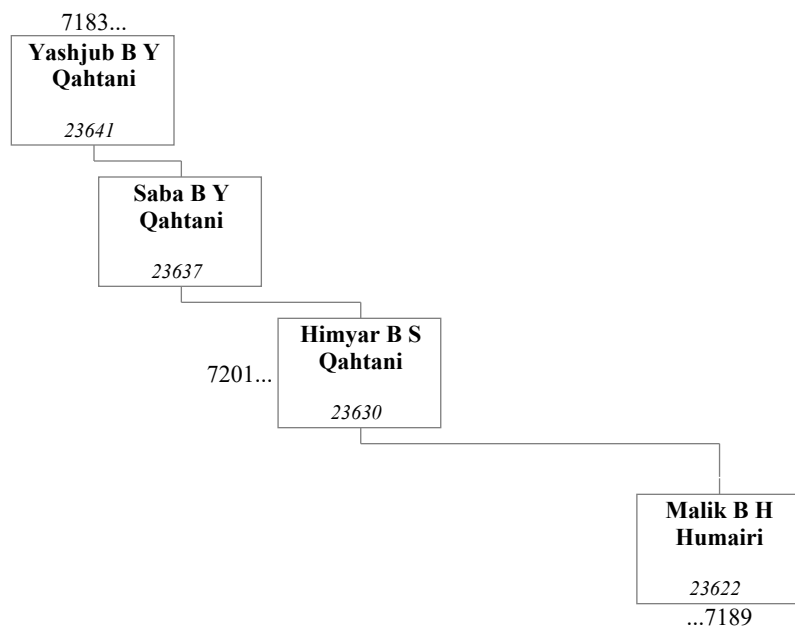 7183...
Yashjub B Y
Qahtani
23641
Saba B Y
Qahtani
23637
Himyar B S
Qahtani
7201...
23630
Malik B H
Humairi
23622
...7189